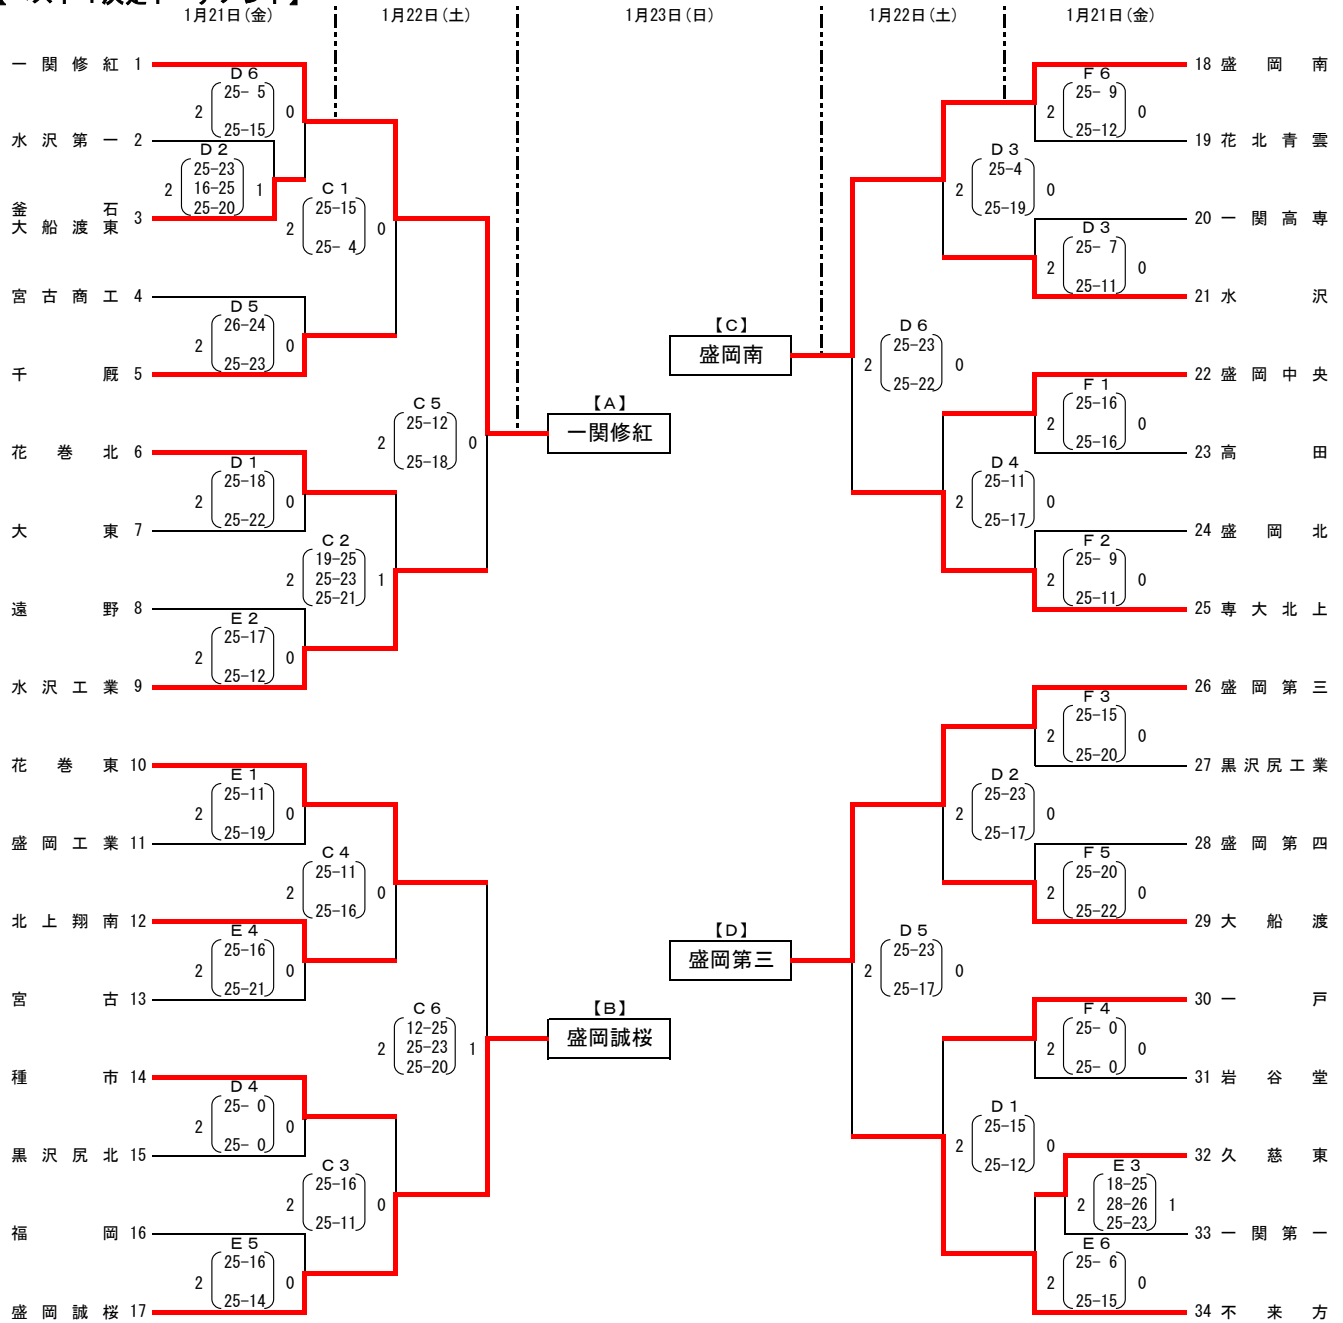 1月21日(金) 1月22日(土) 1月23日(日) 1月22日(土) 1月21日(金)
一関修紅 1
D6
25- 5
2 0
25-15
水沢第一 2
D2
25-23
2 16-25 1
25-20
釜石
大船渡東 3
C1
25-15
2 0
25- 4
宮古商工 4
D5
26-24
2 0
25-23
千厩 5
C5
25-12
2 0
25-18
【A】
一関修紅
花巻北 6
D1
25-18
2 0
25-22
大東 7
C2
19-25
2 25-23 1
25-21
遠野 8
E2
25-17
2 0
25-12
水沢工業 9
花巻東 10
E1
25-11
2 0
25-19
盛岡工業 11
C4
25-11
2 0
25-16
北上翔南 12
E4
25-16
2 0
25-21
宮古 13
C6
12-25
2 25-23 1
25-20
【B】
盛岡誠桜
種市 14
D4
25- 0
2 0
25- 0
黒沢尻北 15
C3
25-16
2 0
25-11
福岡 16
E5
25-16
2 0
25-14
盛岡誠桜 17
18 盛岡南
F6
25- 9
2 0
25-12
19 花北青雲
D3
25-4
2 0
25-19
20 一関高専
D3
25- 7
2 0
25-11
21 水沢
【C】
盛岡南
D6
25-23
2 0
25-22
22 盛岡中央
F1
25-16
2 0
25-16
23 高田
D4
25-11
2 0
25-17
24 盛岡北
F2
25- 9
2 0
25-11
25 専大北上
26 盛岡第三
F3
25-15
2 0
25-20
27 黒沢尻工業
D2
25-23
2 0
25-17
28 盛岡第四
F5
25-20
2 0
25-22
29 大船渡
【D】
盛岡第三
D5
25-23
2 0
25-17
30 一戸
F4
25- 0
2 0
25- 0
31 岩谷堂
D1
25-15
2 0
25-12
32 久慈東
E3
18-25
2 28-26 1
25-23
33 一関第一
E6
25- 6
2 0
25-15
34 不来方